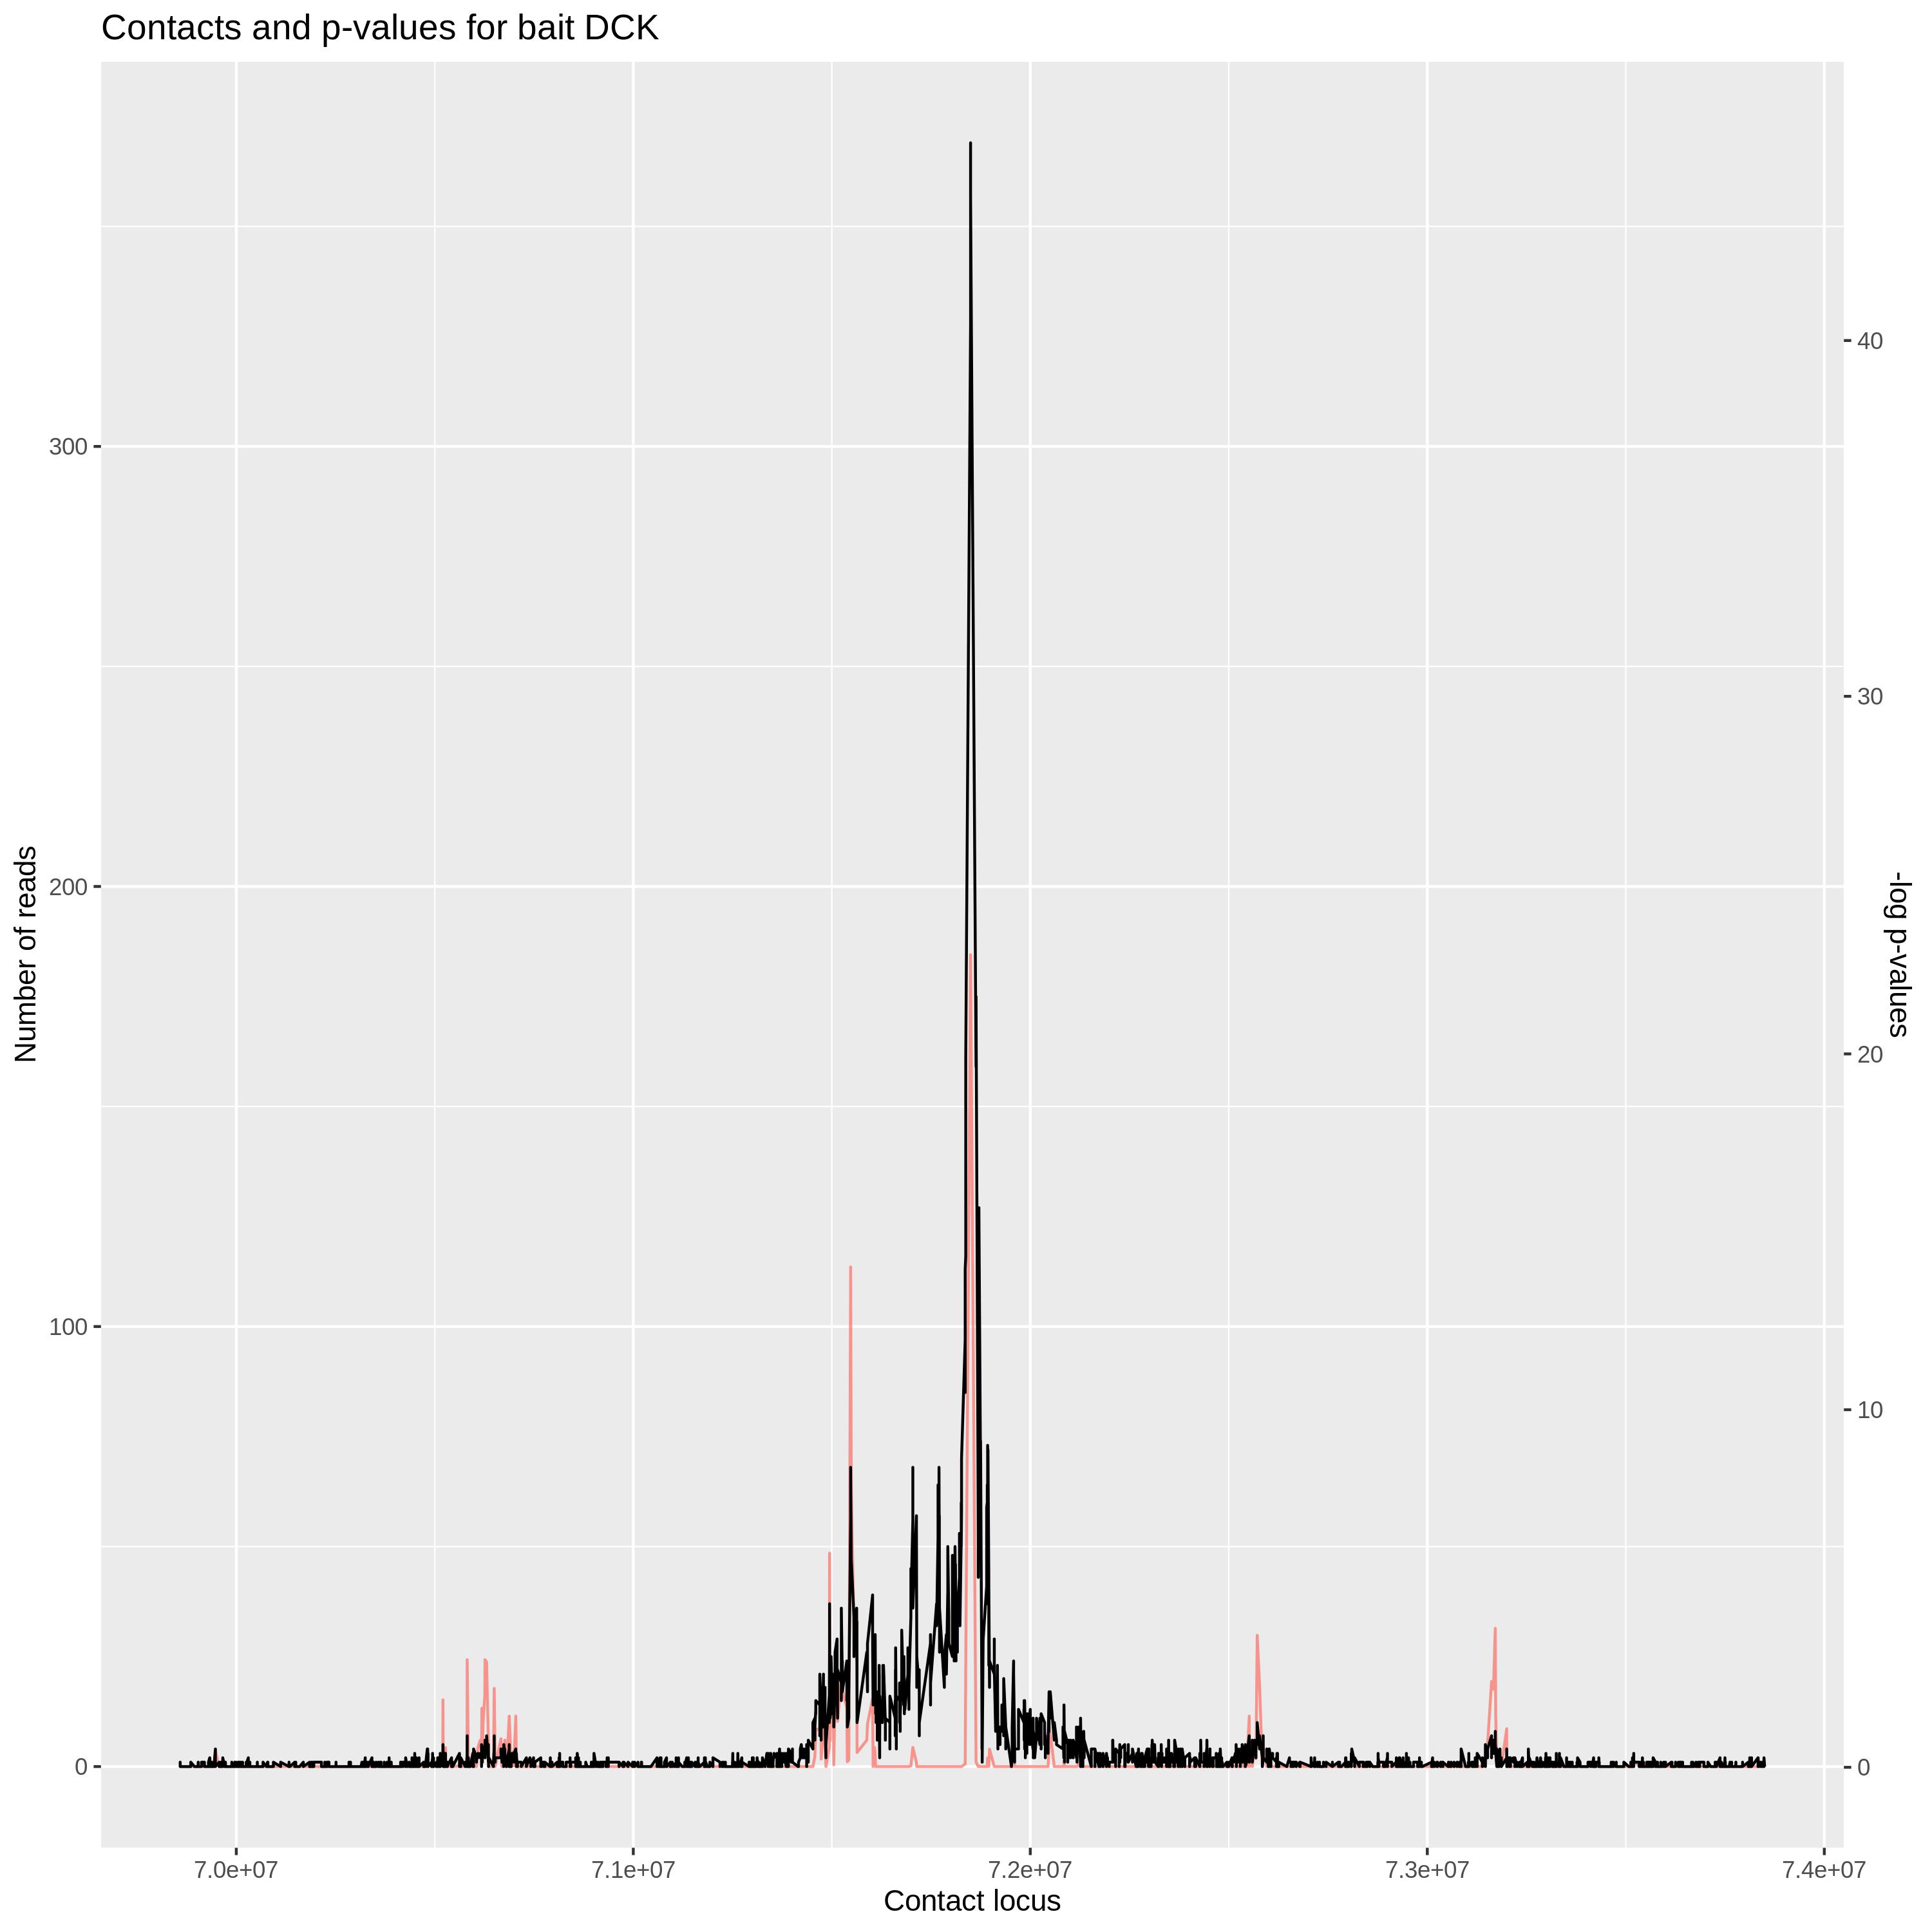 Contacts and p-values for bait DCK
Number of reads
300
200
100
0
40
30
20
10
0
-log p-values
7.0e+07 7.1e+07 7.2e+07 7.3e+07 7.4e+07
Contact locus